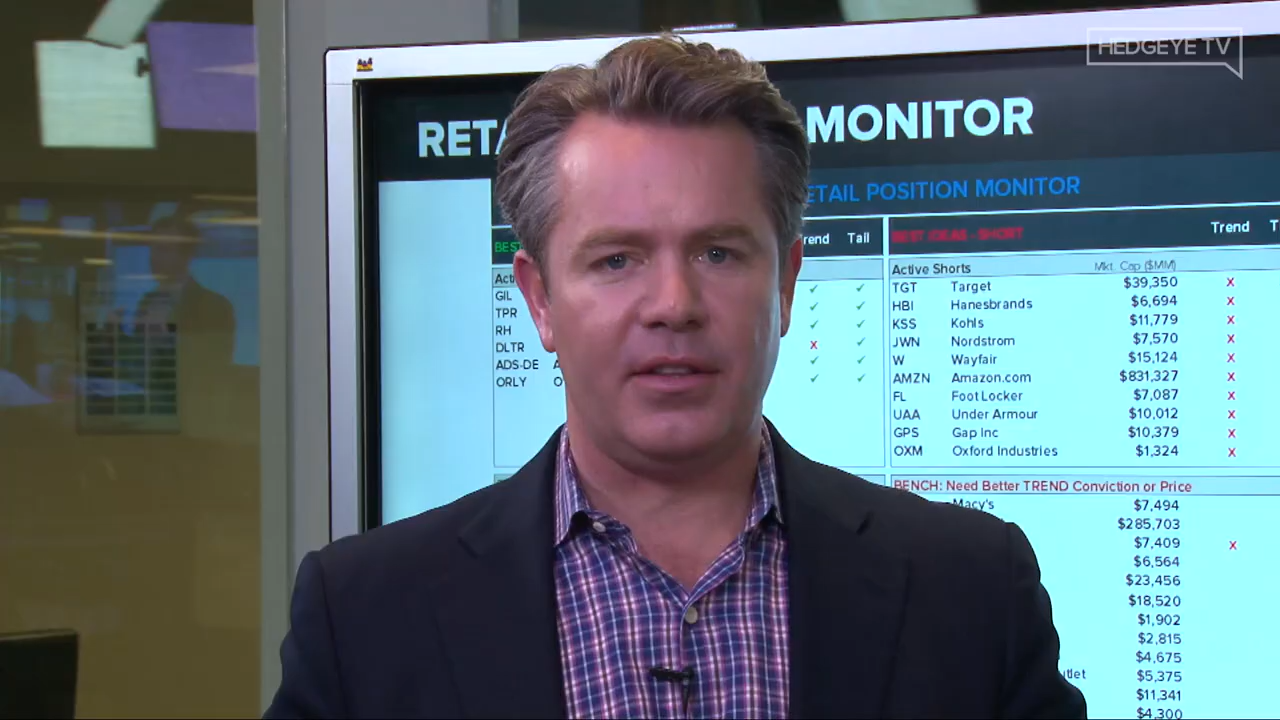 HEDGEYE TV
RETA MONITOR
ETAIL POSITION MONITOR
BEST rend Tail BEST IDEAS - SHORT Trend T
Acti Active Shorts Mkt. Cap ($MM)
GIL ✓ ✓ TGT Target $39,350 x
TPR ✓ ✓ HBI Hanesbrands $6,694 x
RH ✓ ✓ KSS Kohls $11,779 x
DLTR x ✓ JWN Nordstrom $7,570 x
ADS-DE A ✓ ✓ W Wayfair $15,124 x
ORLY O ✓ ✓ AMZN Amazon.com $831,327 x
FL Foot Locker $7,087 x
UAA Under Armour $10,012 x
GPS Gap Inc $10,379 x
OXM Oxford Industries $1,324 x
BENCH: Need Better TREND Conviction or Price
Macy's $7,494
$285,703
$7,409 x
$6,564
$23,456
$18,520
$1,902
$2,815
$4,675
utlet $5,375
$11,341
$4,300